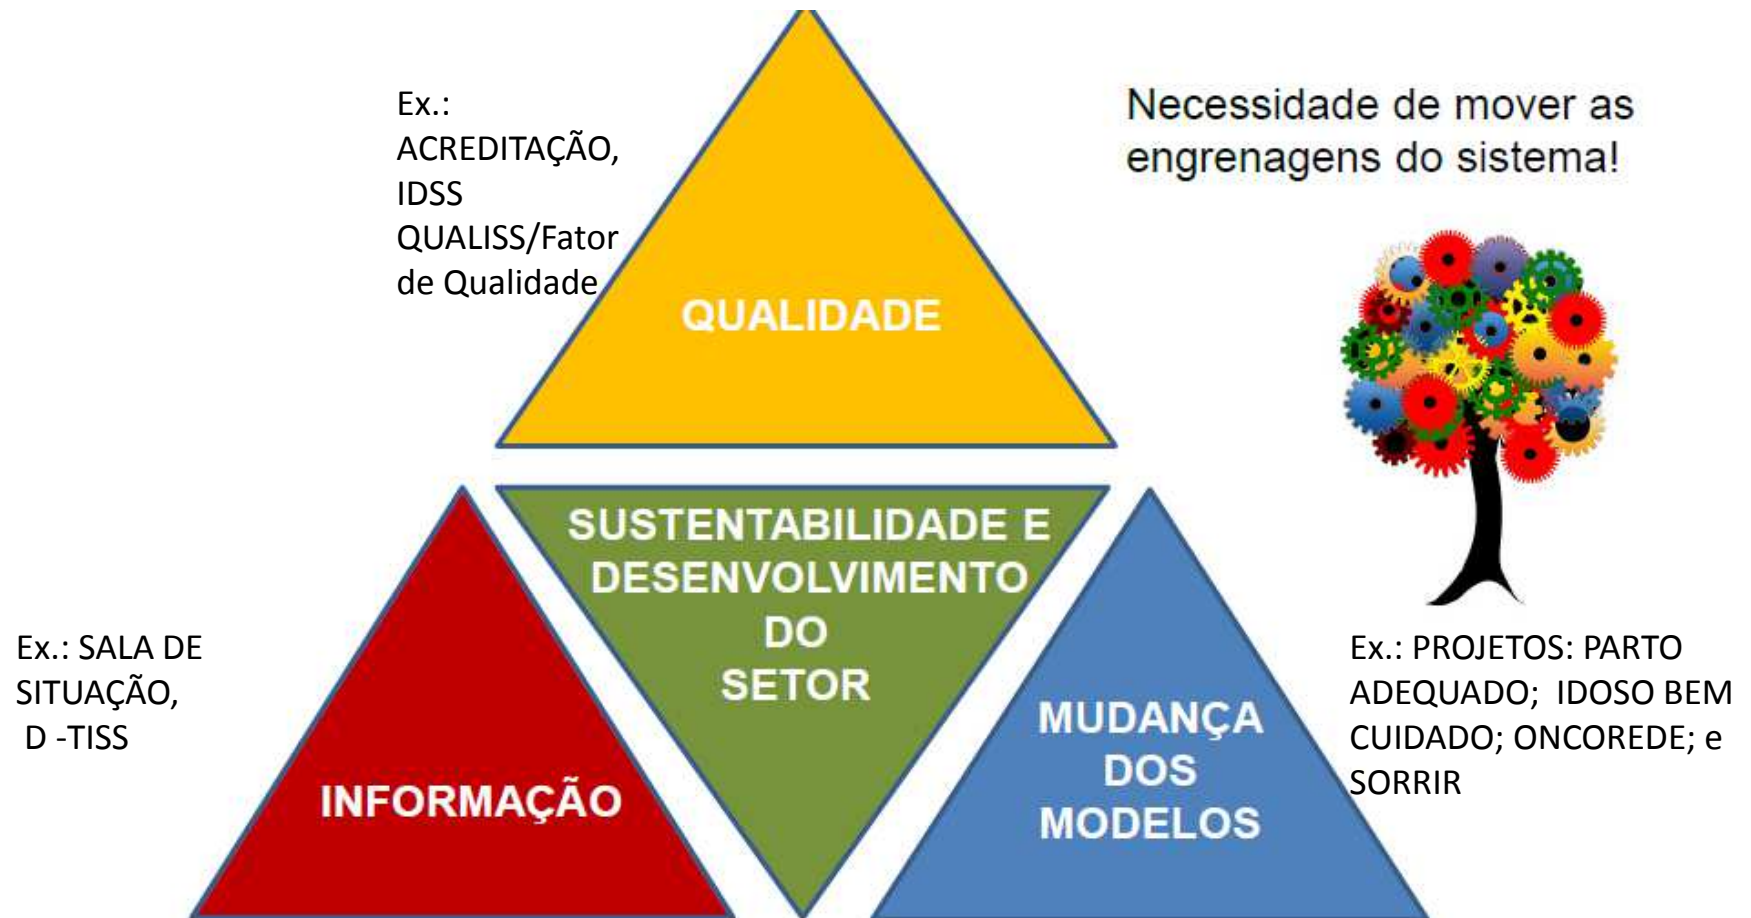 Ex.:
ACREDITAÇÃO,
IDSS
QUALISS/Fator
de Qualidade
Necessidade de mover as
engrenagens do sistema!
QUALIDADE
SUSTENTABILIDADE E
DESENVOLVIMENTO
DO
SETOR
Ex.: SALA DE
SITUAÇÃO,
D -TISS
INFORMAÇÃO
MUDANÇA
DOS
MODELOS
Ex.: PROJETOS: PARTO
ADEQUADO; IDOSO BEM
CUIDADO; ONCOREDE; e
SORRIR